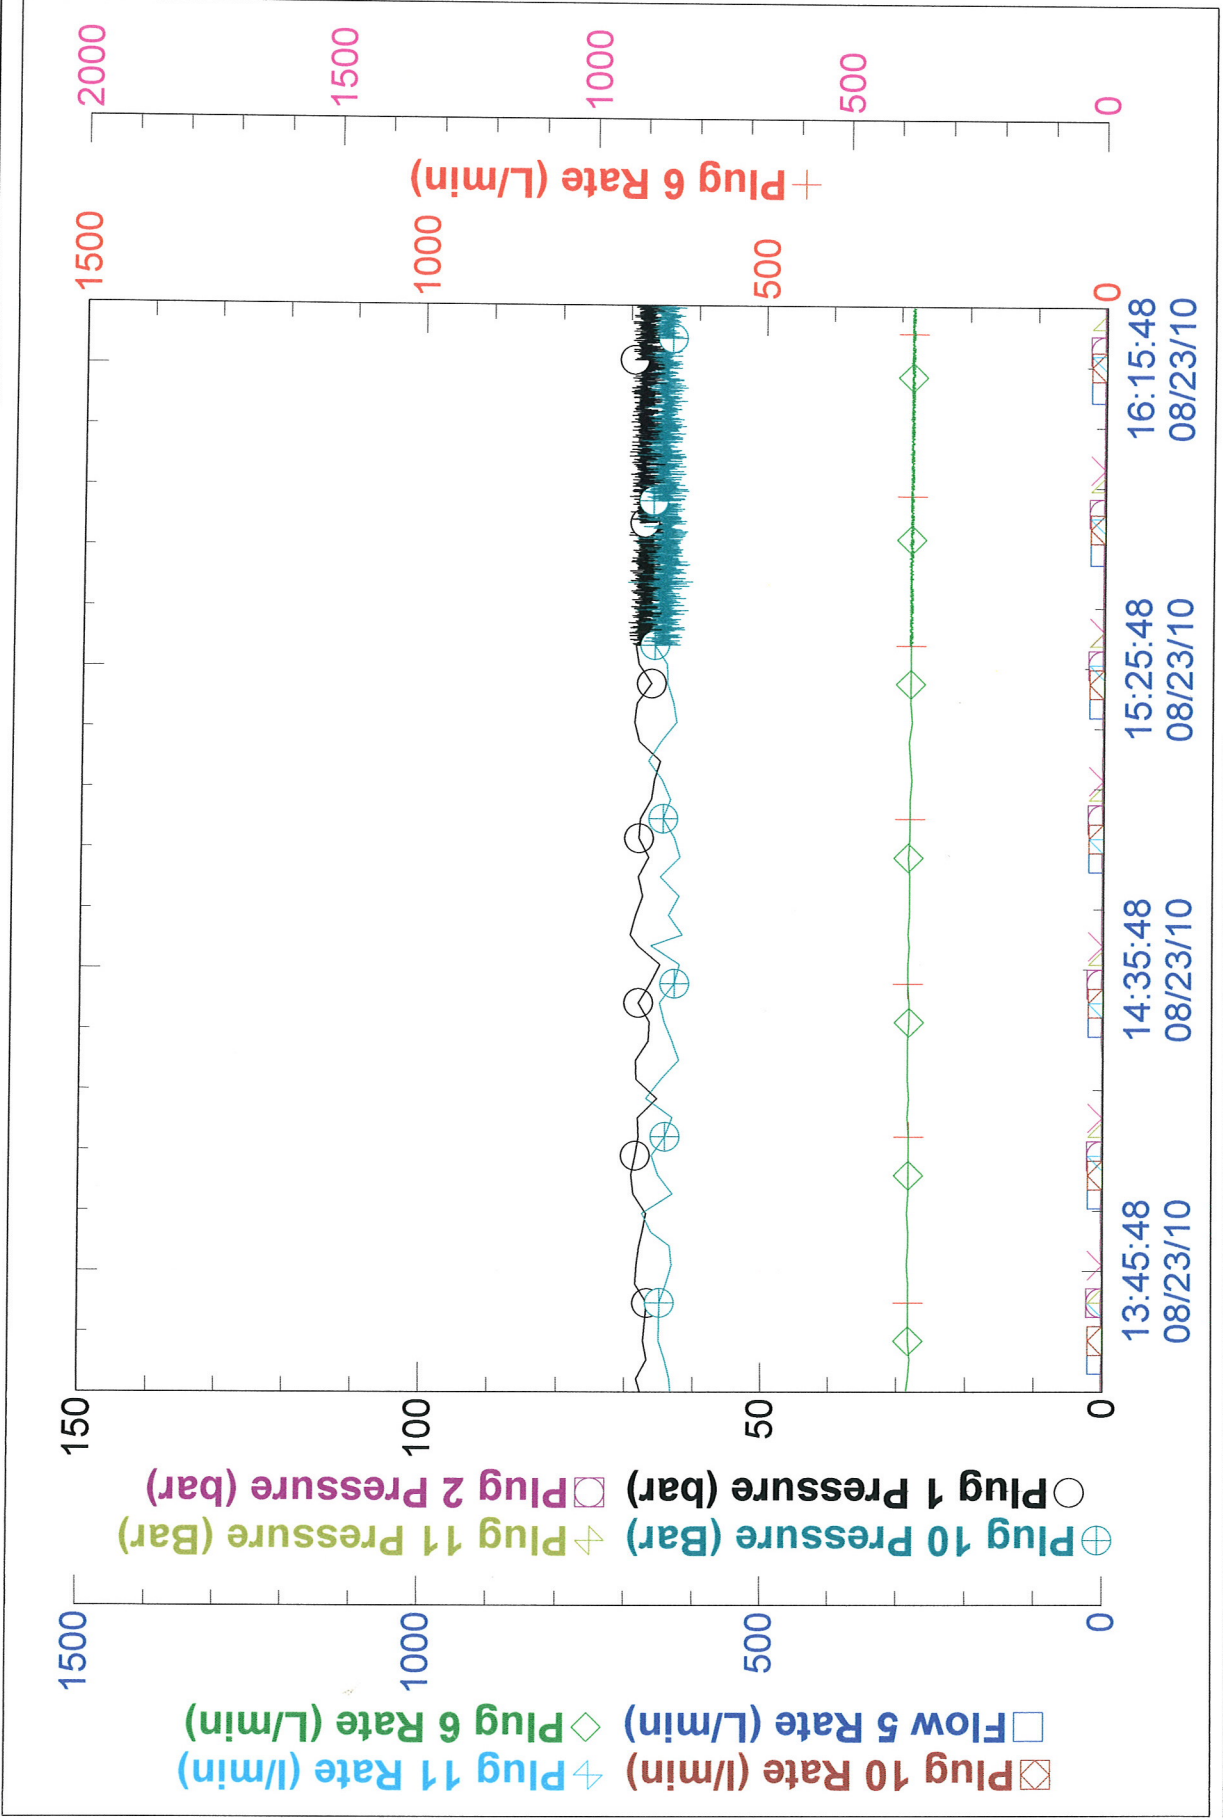 Plug 10 Rate (l/min)
Plug 11 Rate (l/min)
Flow 5 Rate (L/min)
Plug 6 Rate (L/min)
1500
1000
500
0
Plug 10 Pressure (Bar)
Plug 11 Pressure (Bar)
Plug 1 Pressure (bar)
Plug 2 Pressure (bar)
150
100
50
0
13:45:48
08/23/10
14:35:48
08/23/10
15:25:48
08/23/10
16:15:48
08/23/10
1500
1000
500
0
Plug 6 Rate (L/min)
2000
1500
1000
500
0